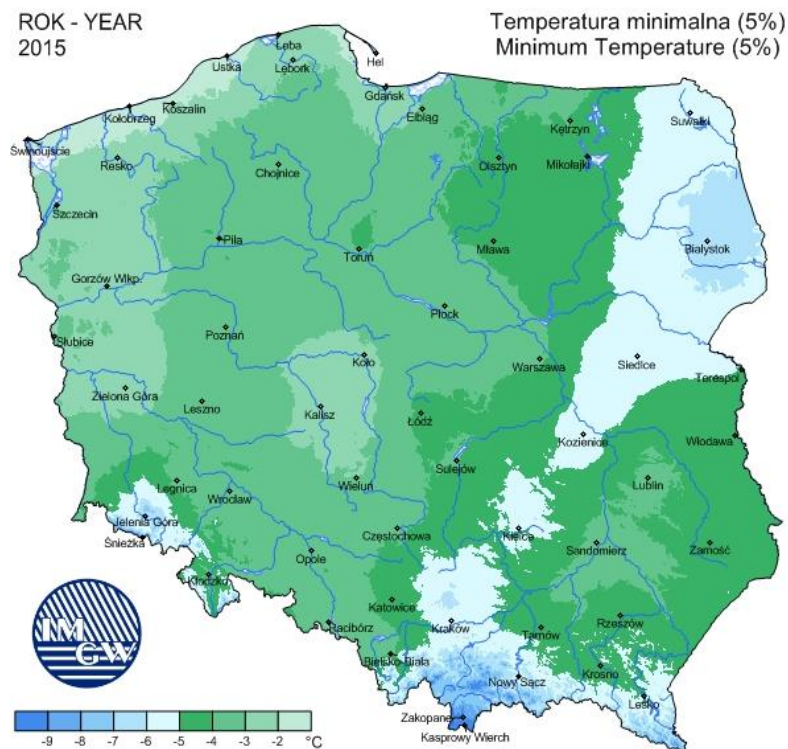 ROK - YEAR
2015
Temperatura minimalna (5%)
Minimum Temperature (5%)
Łeba
Ustka
Lębork
Hel
Gdańsk
Koszalin
Kołobrzeg
Elbląg
Kętrzyn
Suwałki
Świnoujście
Resko
Chojnice
Olsztyn
Mikołajki
Szczecin
Piła
Toruń
Mława
Białystok
Gorzów Wlkp.
Płock
Słubice
Poznań
Koło
Warszawa
Siedlce
Terespol
Zielona Góra
Leszno
Kalisz
Łódź
Kozienice
Włodawa
Sulejów
Legnica
Wrocław
Wieluń
Lublin
Jelenia Góra
Śnieżka
Częstochowa
Kielce
Sandomierz
Zamość
Opole
Kłodzko
Katowice
Racibórz
Kraków
Tarnów
Rzeszów
Bielsko-Biała
Nowy Sącz
Krosno
Lesko
Zakopane
Kasprowy Wierch
IM
GW
-9 -8 -7 -6 -5 -4 -3 -2 °C